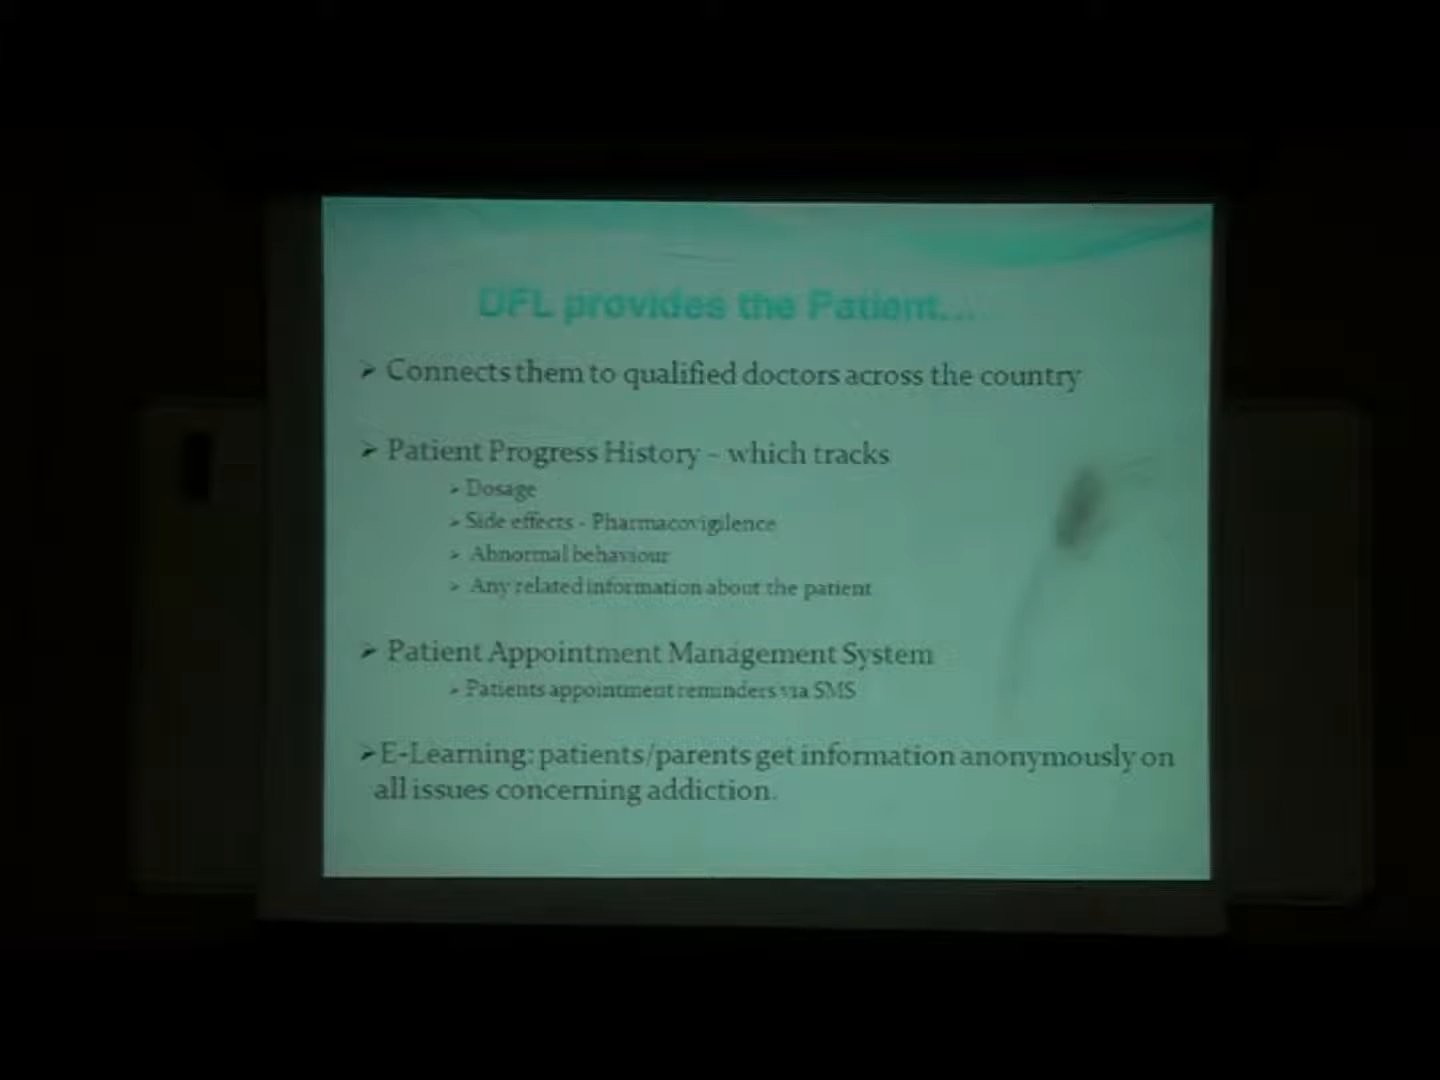 DFL provides the Patient...
➢ Connects them to qualified doctors across the country
➢ Patient Progress History – which tracks
➢ Dosage
➢ Side effects - Pharmacovigilence
➢ Abnormal behaviour
➢ Any related information about the patient
➢ Patient Appointment Management System
➢ Patients appointment reminders via SMS
➢ E-Learning: patients/parents get information anonymously on
all issues concerning addiction.